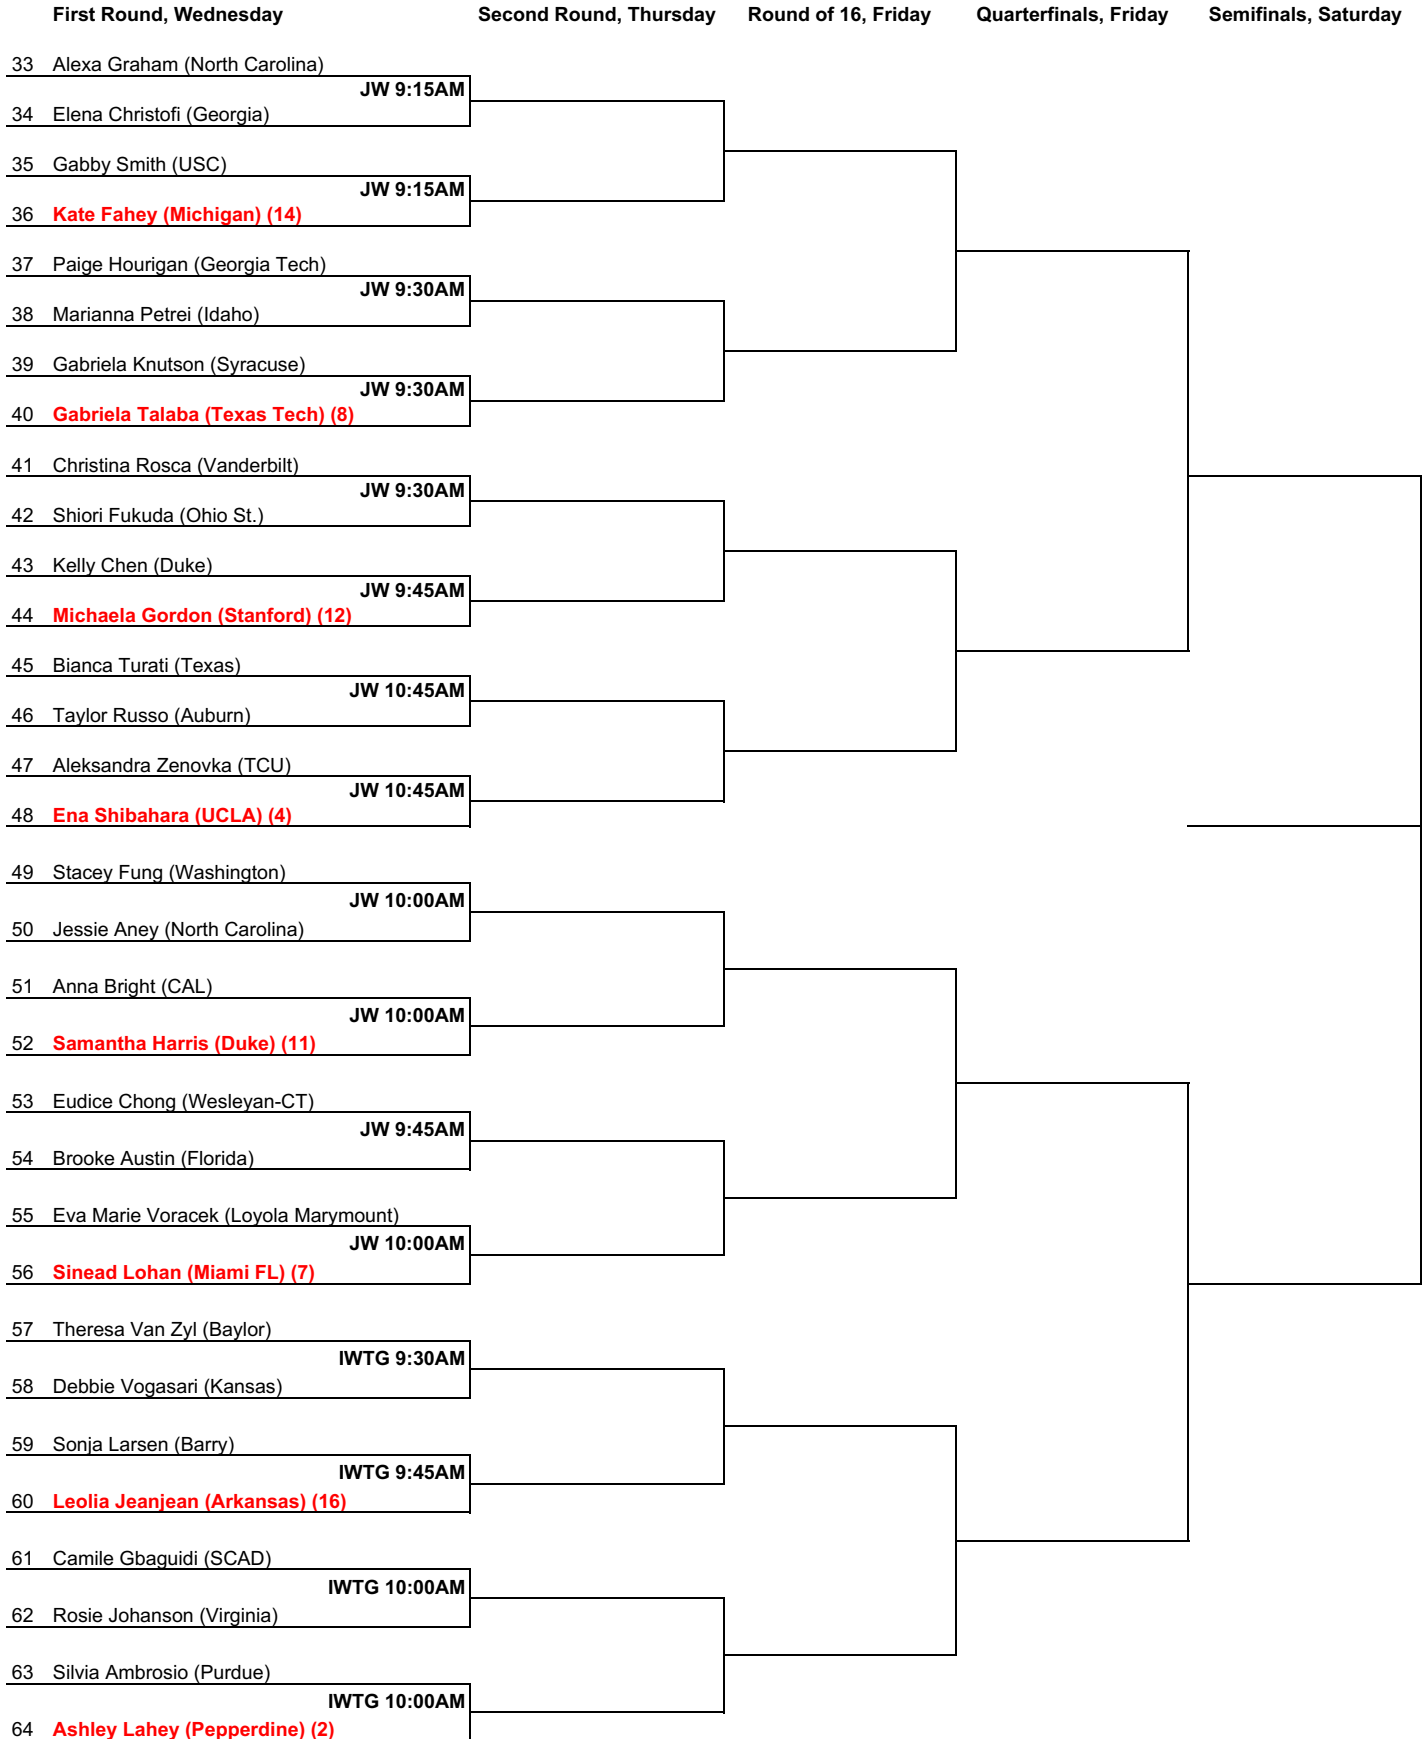 First Round, Wednesday Second Round, Thursday Round of 16, Friday Quarterfinals, Friday Semifinals, Saturday
33 Alexa Graham (North Carolina)
JW 9:15AM
34 Elena Christofi (Georgia)
35 Gabby Smith (USC)
JW 9:15AM
36 Kate Fahey (Michigan) (14)
37 Paige Hourigan (Georgia Tech)
JW 9:30AM
38 Marianna Petrei (Idaho)
39 Gabriela Knutson (Syracuse)
JW 9:30AM
40 Gabriela Talaba (Texas Tech) (8)
41 Christina Rosca (Vanderbilt)
JW 9:30AM
42 Shiori Fukuda (Ohio St.)
43 Kelly Chen (Duke)
JW 9:45AM
44 Michaela Gordon (Stanford) (12)
45 Bianca Turati (Texas)
JW 10:45AM
46 Taylor Russo (Auburn)
47 Aleksandra Zenovka (TCU)
JW 10:45AM
48 Ena Shibahara (UCLA) (4)
49 Stacey Fung (Washington)
JW 10:00AM
50 Jessie Aney (North Carolina)
51 Anna Bright (CAL)
JW 10:00AM
52 Samantha Harris (Duke) (11)
53 Eudice Chong (Wesleyan-CT)
JW 9:45AM
54 Brooke Austin (Florida)
55 Eva Marie Voracek (Loyola Marymount)
JW 10:00AM
56 Sinead Lohan (Miami FL) (7)
57 Theresa Van Zyl (Baylor)
IWTG 9:30AM
58 Debbie Vogasari (Kansas)
59 Sonja Larsen (Barry)
IWTG 9:45AM
60 Leolia Jeanjean (Arkansas) (16)
61 Camile Gbaguidi (SCAD)
IWTG 10:00AM
62 Rosie Johanson (Virginia)
63 Silvia Ambrosio (Purdue)
IWTG 10:00AM
64 Ashley Lahey (Pepperdine) (2)